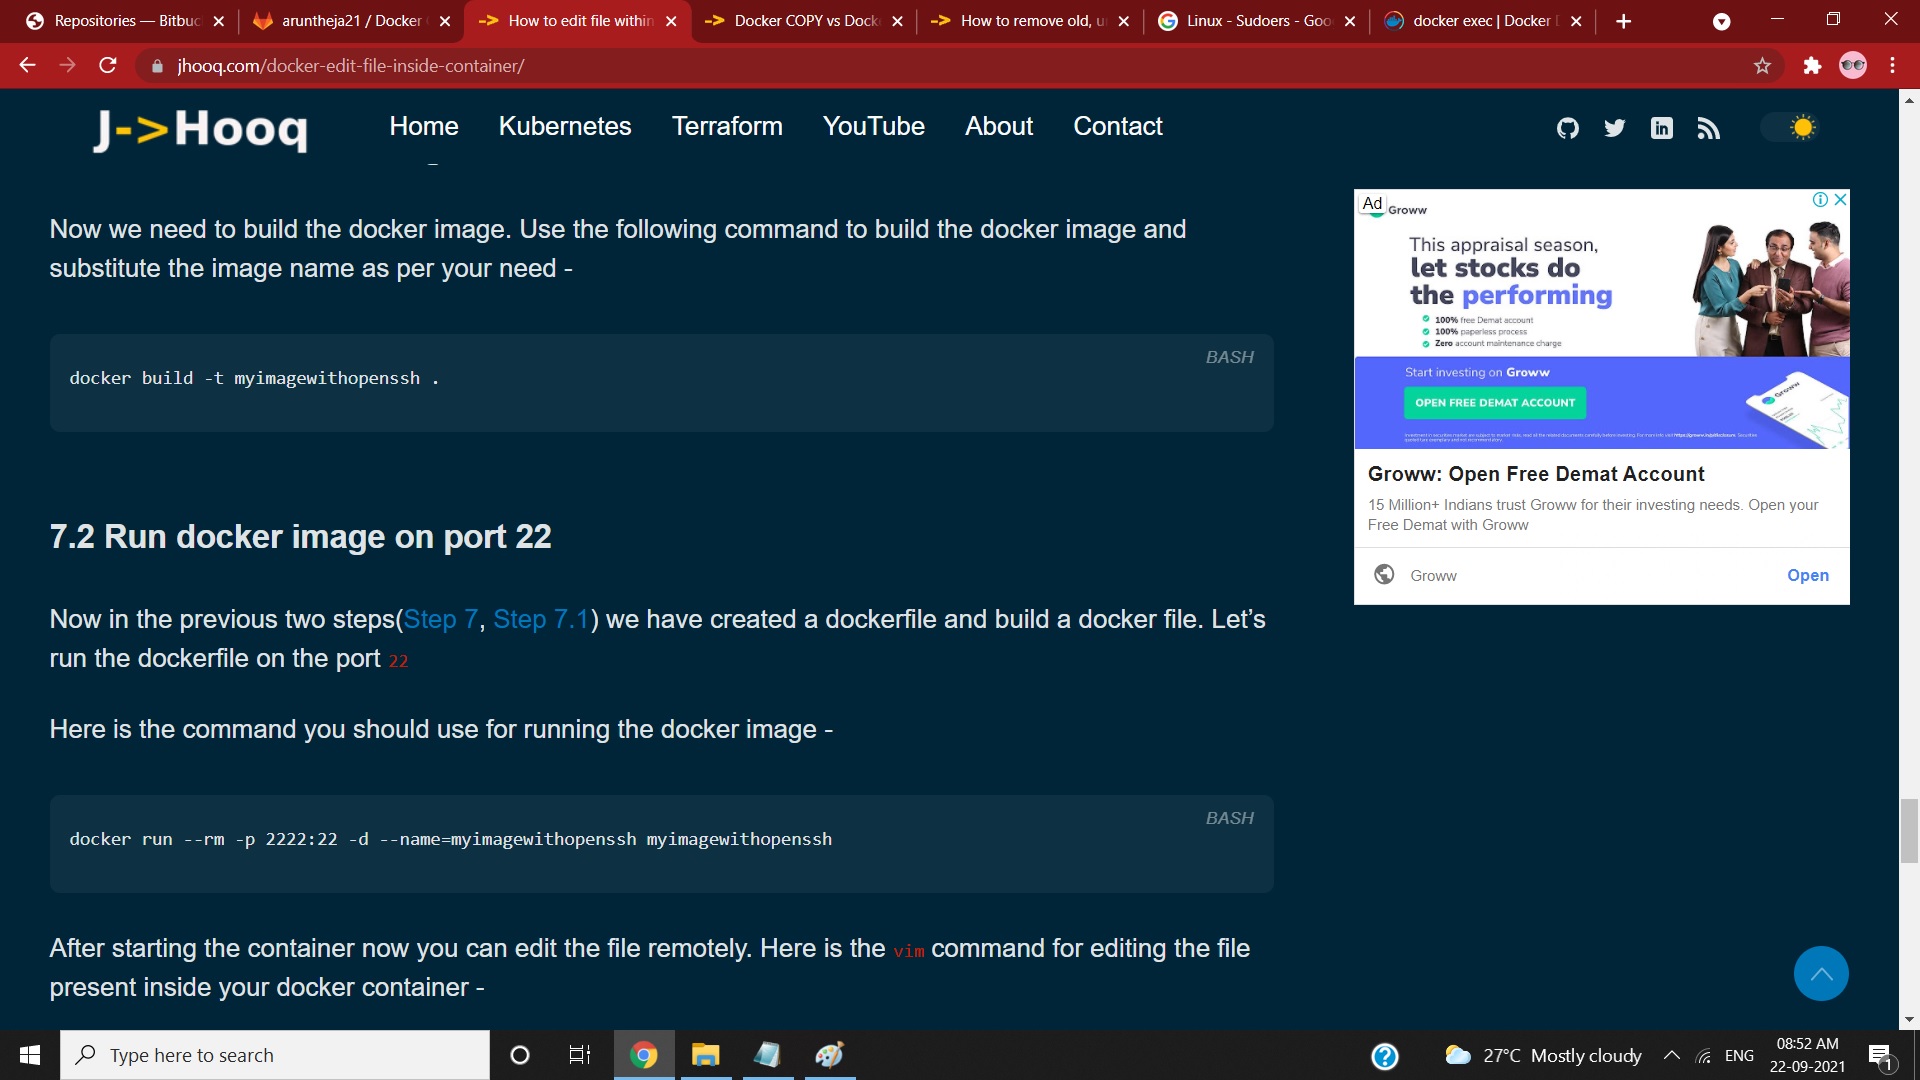 Repositories — Bitbuc
aruntheja21 / Docker
How to edit file within
Docker COPY vs Docke
How to remove old, u
Linux - Sudoers - Goo
docker exec | Docker D
jhooq.com/docker-edit-file-inside-container/
J->Hooq
Home
Kubernetes
Terraform
YouTube
About
Contact
Now we need to build the docker image. Use the following command to build the docker image and
substitute the image name as per your need -
BASH
docker build -t myimagewithopenssh .
7.2 Run docker image on port 22
Now in the previous two steps(Step 7, Step 7.1) we have created a dockerfile and build a docker file. Let’s
run the dockerfile on the port 22
Here is the command you should use for running the docker image -
BASH
docker run --rm -p 2222:22 -d --name=myimagewithopenssh myimagewithopenssh
After starting the container now you can edit the file remotely. Here is the vim command for editing the file
present inside your docker container -
Ad
Groww
This appraisal season,
let stocks do
the performing
100% free Demat account
100% paperless process
Zero account maintenance charge
Start investing on Groww
OPEN FREE DEMAT ACCOUNT
Groww: Open Free Demat Account
15 Million+ Indians trust Groww for their investing needs. Open your
Free Demat with Groww
Groww
Open
Type here to search
27°C Mostly cloudy
ENG
08:52 AM
22-09-2021
1